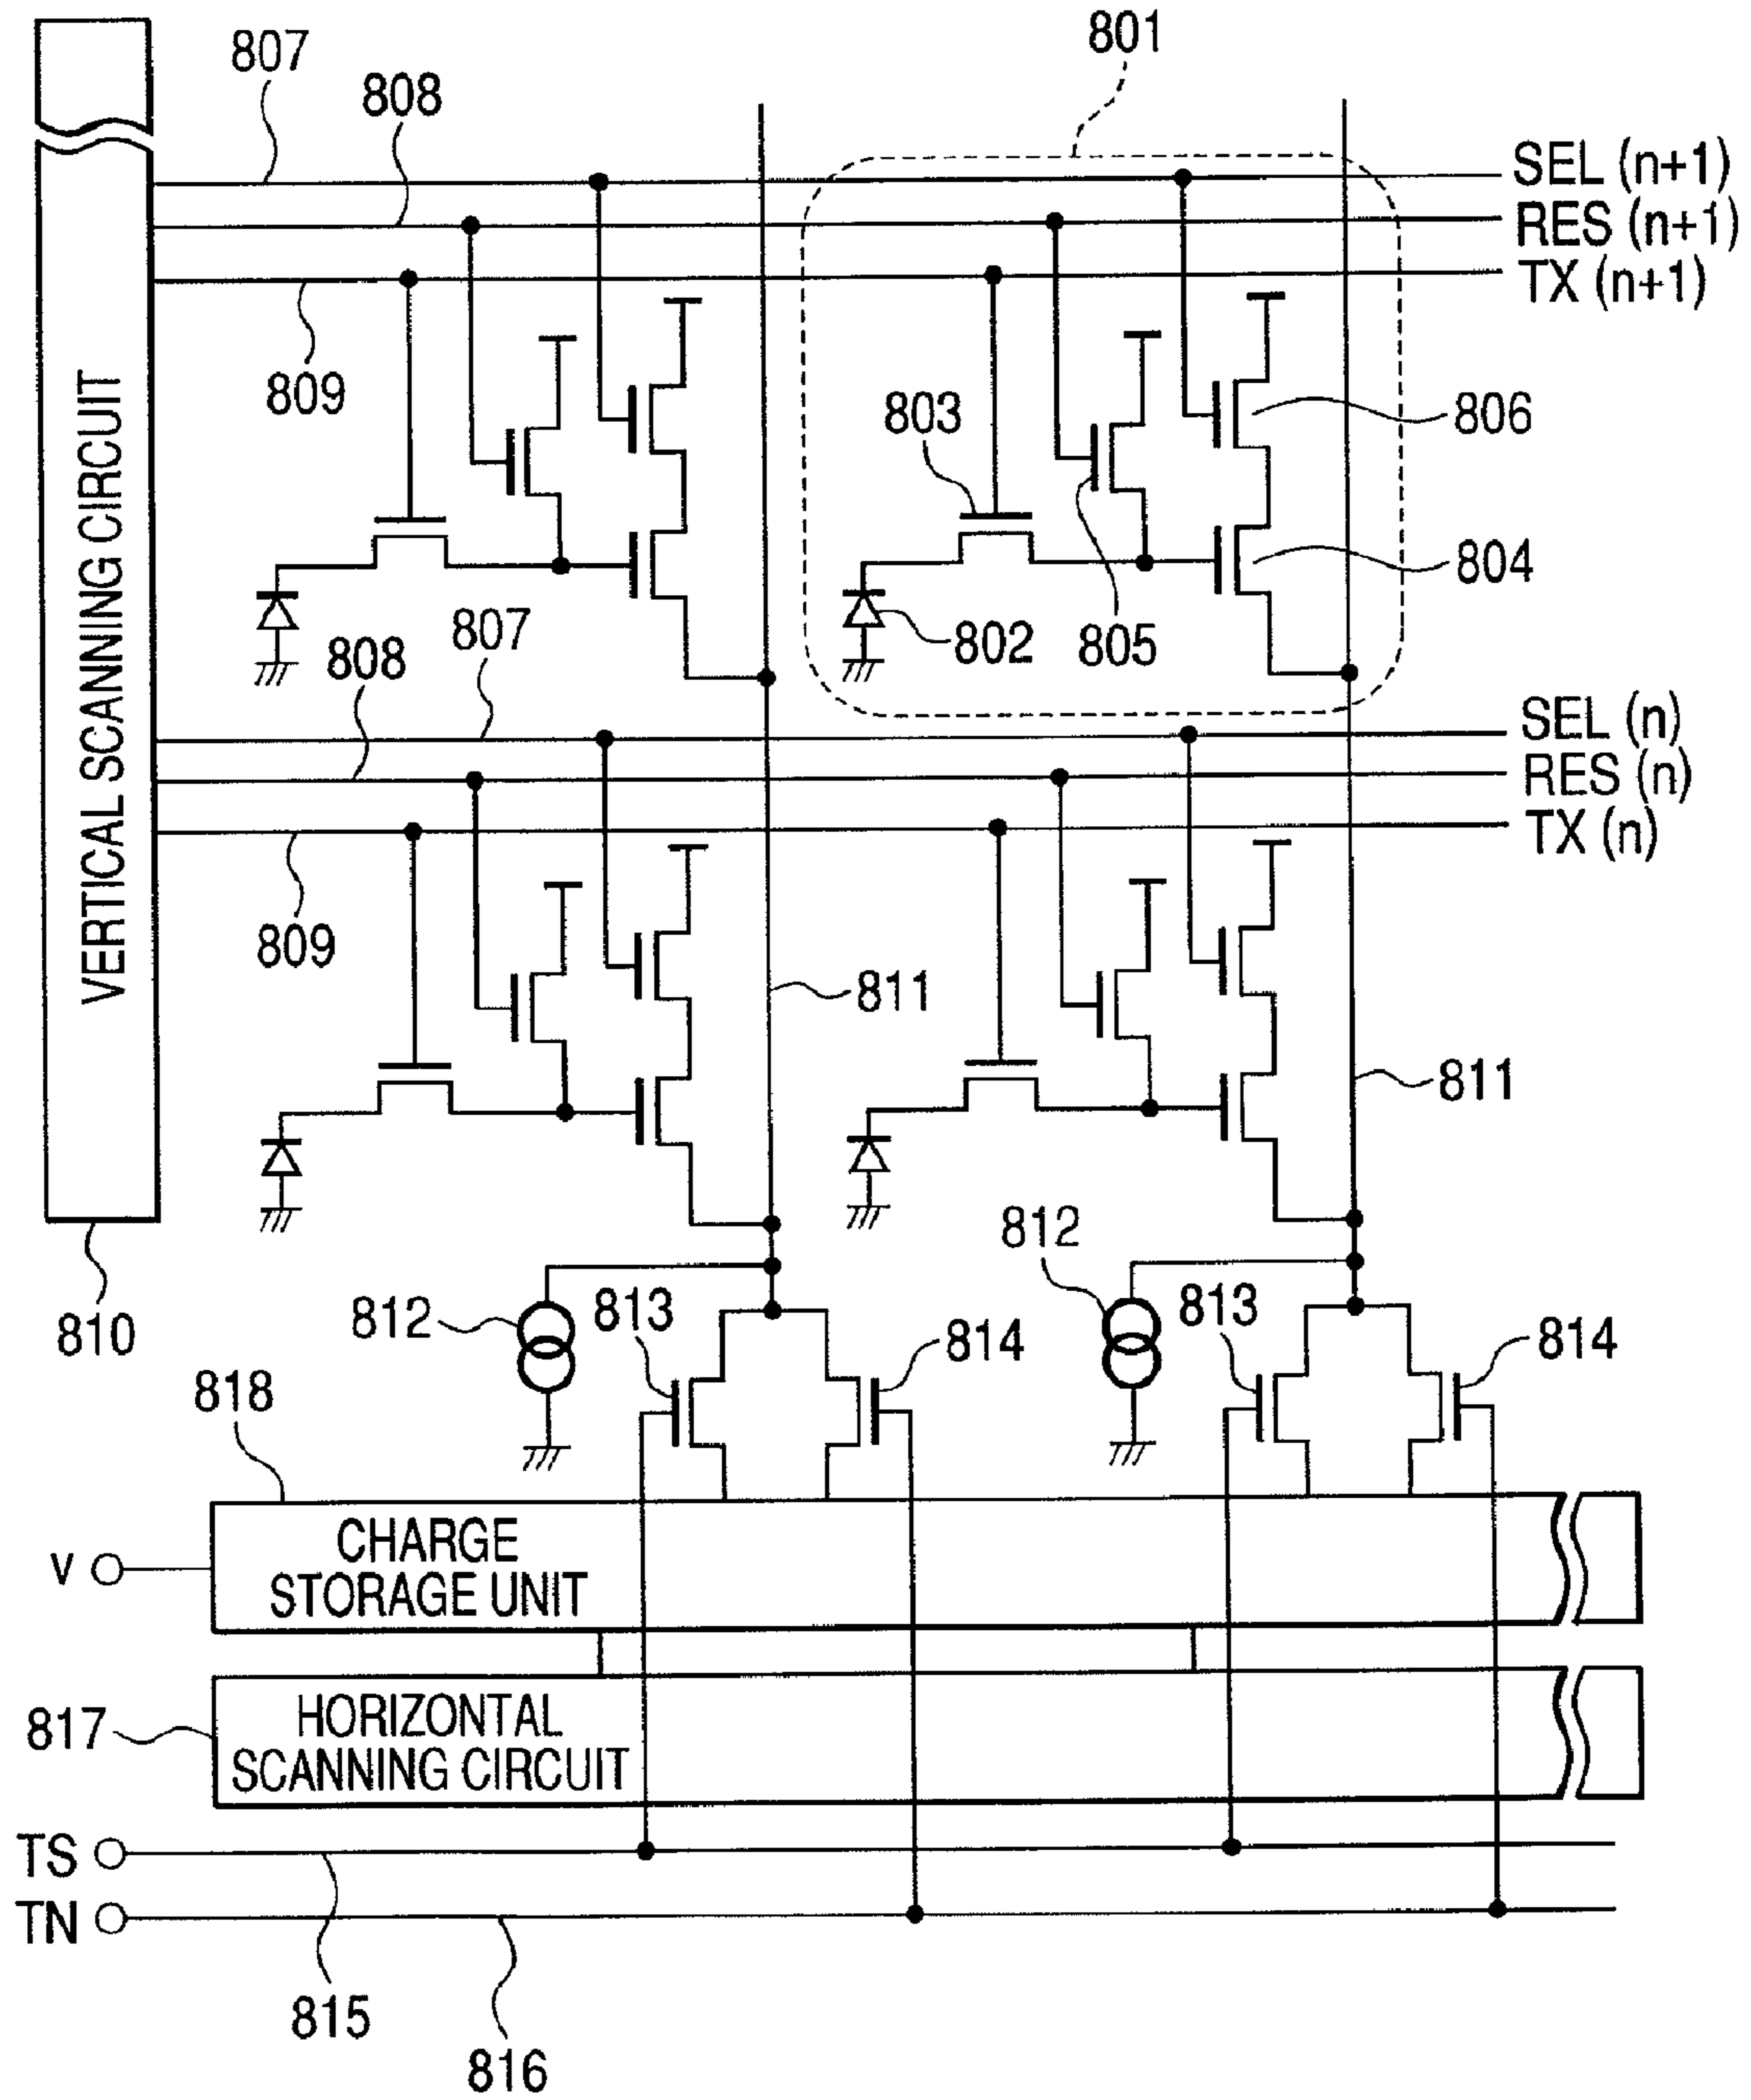 801
807
808
SEL (n+1)
RES (n+1)
TX (n+1)
809
803
806
804
805
802
VERTICAL SCANNING CIRCUIT
807
808
SEL (n)
RES (n)
TX (n)
809
811
811
810
812
813
814
812
813
814
818
V
CHARGE
STORAGE UNIT
817
HORIZONTAL
SCANNING CIRCUIT
TS
TN
815
816